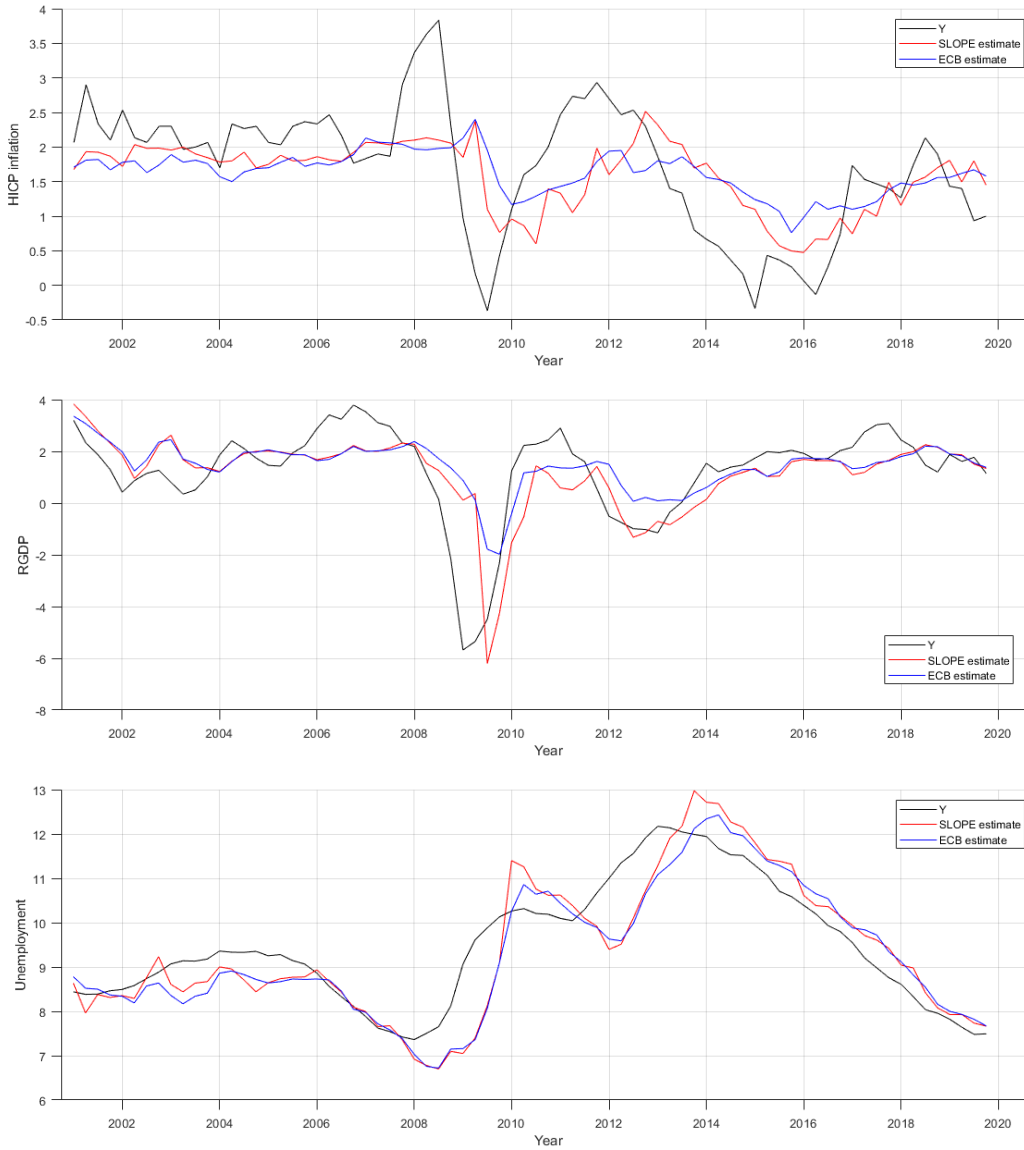 HICP inflation
4
3.5
3
2.5
2
1.5
1
0.5
0
-0.5
Y
SLOPE estimate
ECB estimate
2002 2004 2006 2008 2010 2012 2014 2016 2018 2020
Year
RGDP
4
2
0
-2
-4
-6
-8
Y
SLOPE estimate
ECB estimate
2002 2004 2006 2008 2010 2012 2014 2016 2018 2020
Year
Unemployment
13
12
11
10
9
8
7
6
Y
SLOPE estimate
ECB estimate
2002 2004 2006 2008 2010 2012 2014 2016 2018 2020
Year